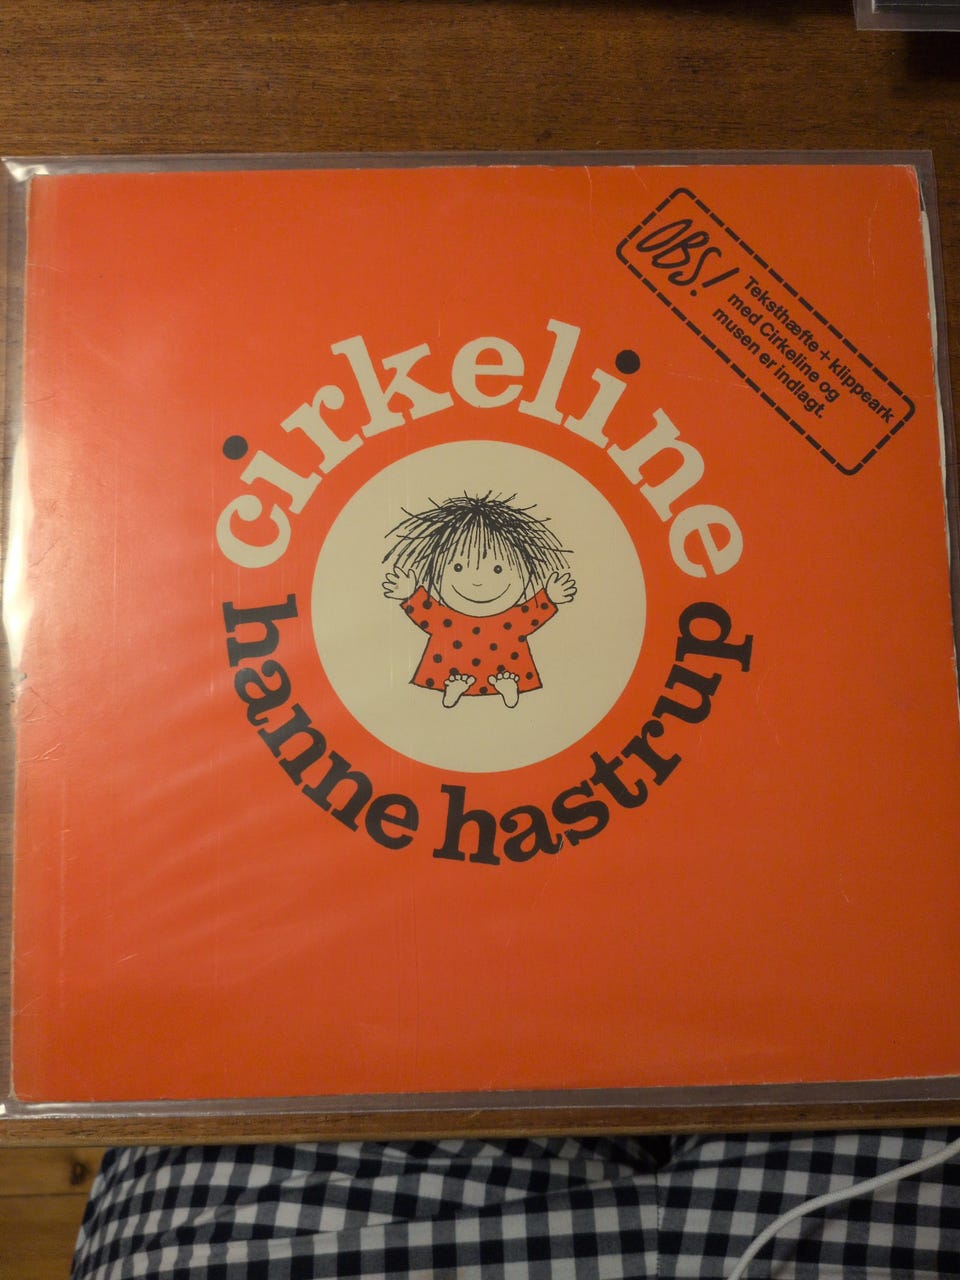 OBS!
Teksthæfte + klippeark
med Cirkeline og
musen er indlagt.
cirkeline
hanne hastrup